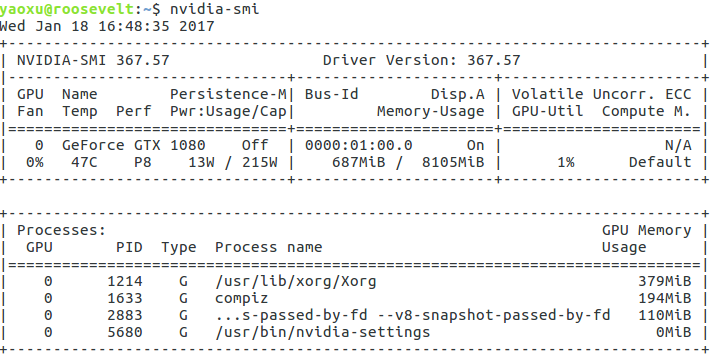 yaoxu@roosevelt:~$ nvidia-smi
Wed Jan 18 16:48:35 2017
+-----------------------------------------------------------------------------+
| NVIDIA-SMI 367.57                 Driver Version: 367.57                    |
|-------------------------------+----------------------+----------------------+
| GPU  Name        Persistence-M| Bus-Id        Disp.A | Volatile Uncorr. ECC |
| Fan  Temp  Perf  Pwr:Usage/Cap|         Memory-Usage | GPU-Util  Compute M. |
|===============================+======================+======================|
|   0  GeForce GTX 1080    Off  | 0000:01:00.0      On |                  N/A |
|  0%   47C    P8    13W / 215W |    687MiB /  8105MiB |      1%      Default |
+-------------------------------+----------------------+----------------------+
+-----------------------------------------------------------------------------+
| Processes:                                                       GPU Memory |
|  GPU       PID  Type  Process name                               Usage      |
|=============================================================================|
|    0      1214    G   /usr/lib/xorg/Xorg                             379MiB |
|    0      1633    G   compiz                                         194MiB |
|    0      2883    G   ...s-passed-by-fd --v8-snapshot-passed-by-fd   110MiB |
|    0      5680    G   /usr/bin/nvidia-settings                         0MiB |
+-----------------------------------------------------------------------------+